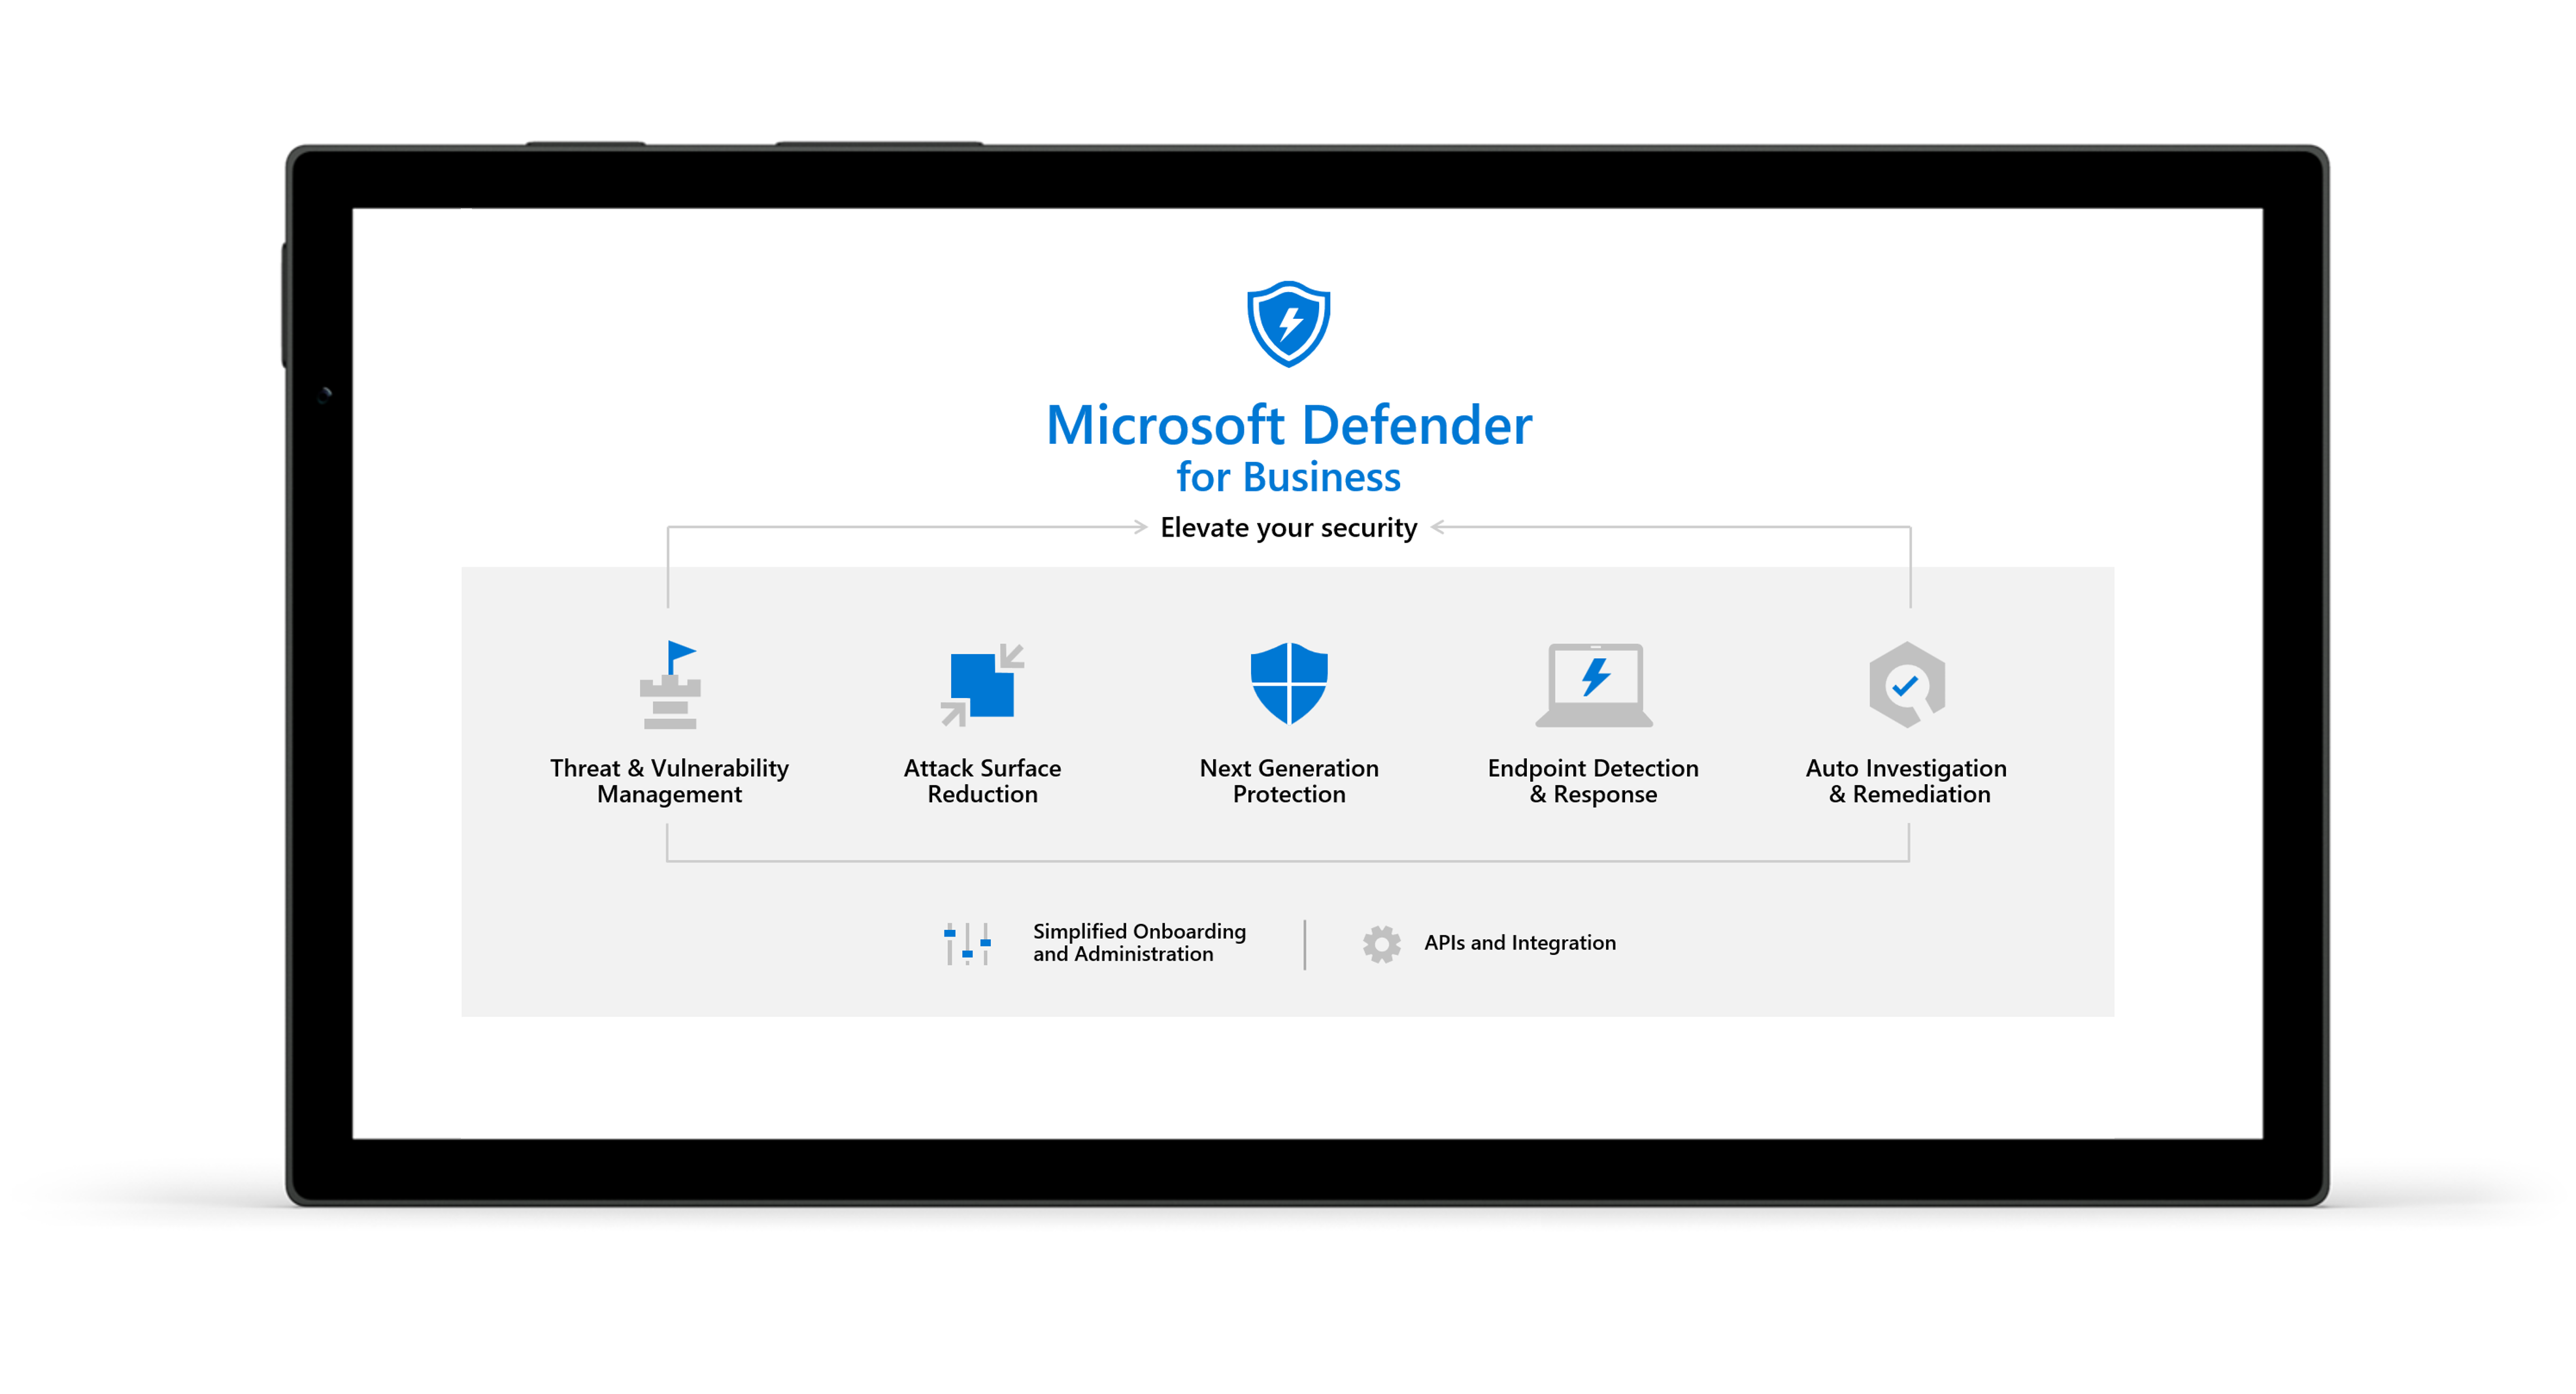 Microsoft Defender
for Business
Elevate your security
Threat & Vulnerability
Management
Attack Surface
Reduction
Next Generation
Protection
Endpoint Detection
& Response
Auto Investigation
& Remediation
Simplified Onboarding
and Administration
APIs and Integration